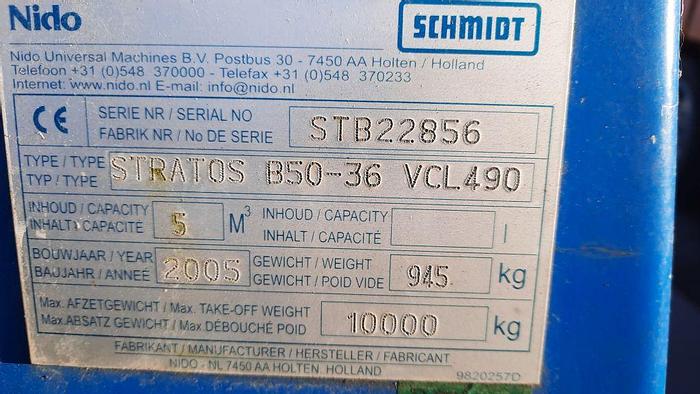 Nido
SCHMIDT
Nido Universal Machines B.V. Postbus 30 - 7450 AA Holten / Holland
Telefoon +31 (0)548 370000 - Telefax +31 (0)548 370233
Internet: www.nido.nl E-mail: info@nido.nl
CE
SERIE NR / SERIAL NO
FABRIK NR / No DE SERIE
STB22856
TYPE / TYPE
TYP / TYPE
STRATOS B50-36 VCL490
INHOUD / CAPACITY
INHALT / CAPACITÉ
5 M3
INHOUD / CAPACITY
INHALT / CAPACITÉ
l
BOUWJAAR / YEAR
BAUJAHR / ANNEÉ
2005
GEWICHT / WEIGHT
GEWICHT / POID VIDE
945 kg
Max. AFZETGEWICHT / Max. TAKE-OFF WEIGHT
Max. ABSATZ GEWICHT / Max DÉBOUCHÉ POID
10000 kg
FABRIKANT / MANUFACTURER / HERSTELLER / FABRICANT
NIDO - NL 7450 AA HOLTEN, HOLLAND
9820257D